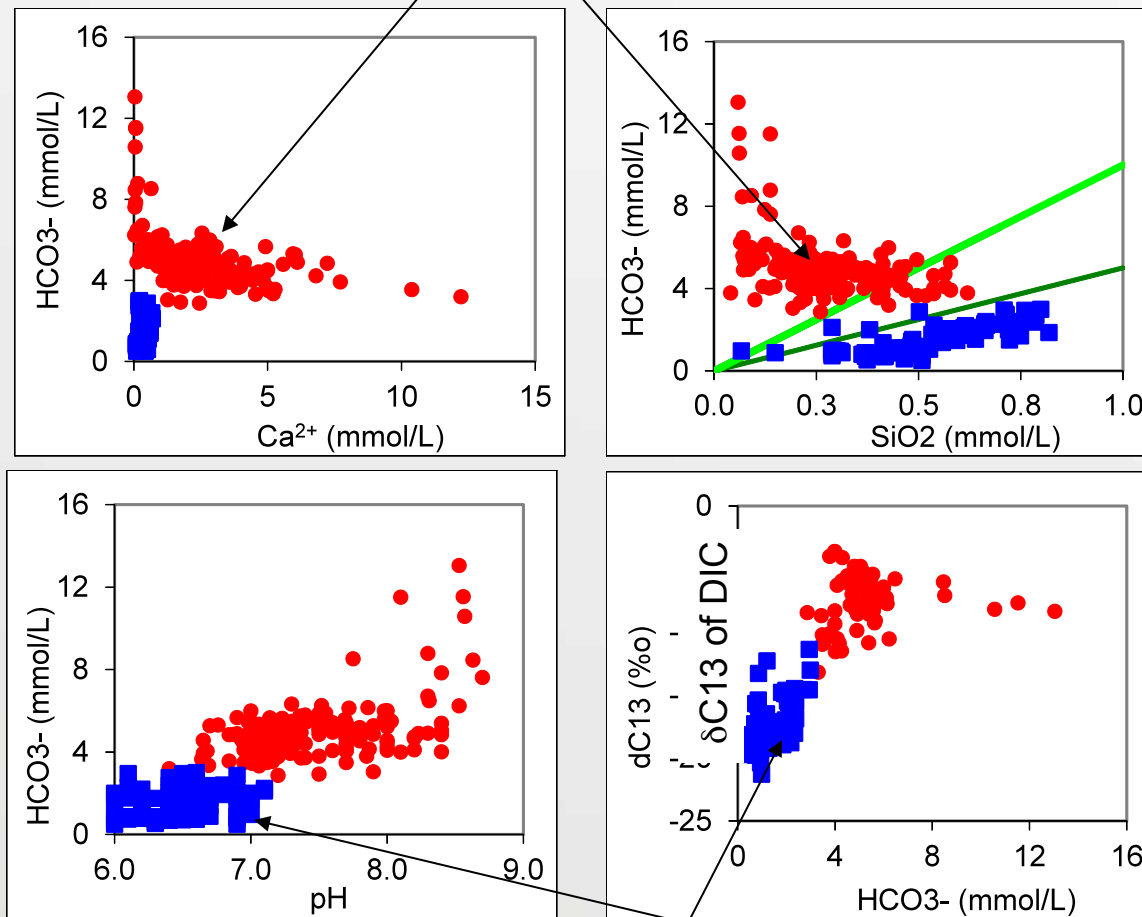 16
12
8
4
0
HCO3- (mmol/L)
0 5 10 15
Ca²⁺ (mmol/L)
16
12
8
4
0
HCO3- (mmol/L)
0.0 0.3 0.5 0.8 1.0
SiO2 (mmol/L)
16
12
8
4
0
HCO3- (mmol/L)
6.0 7.0 8.0 9.0
pH
0
-25
dC13 (%o)
δC13 of DIC
0 4 8 12 16
HCO3- (mmol/L)